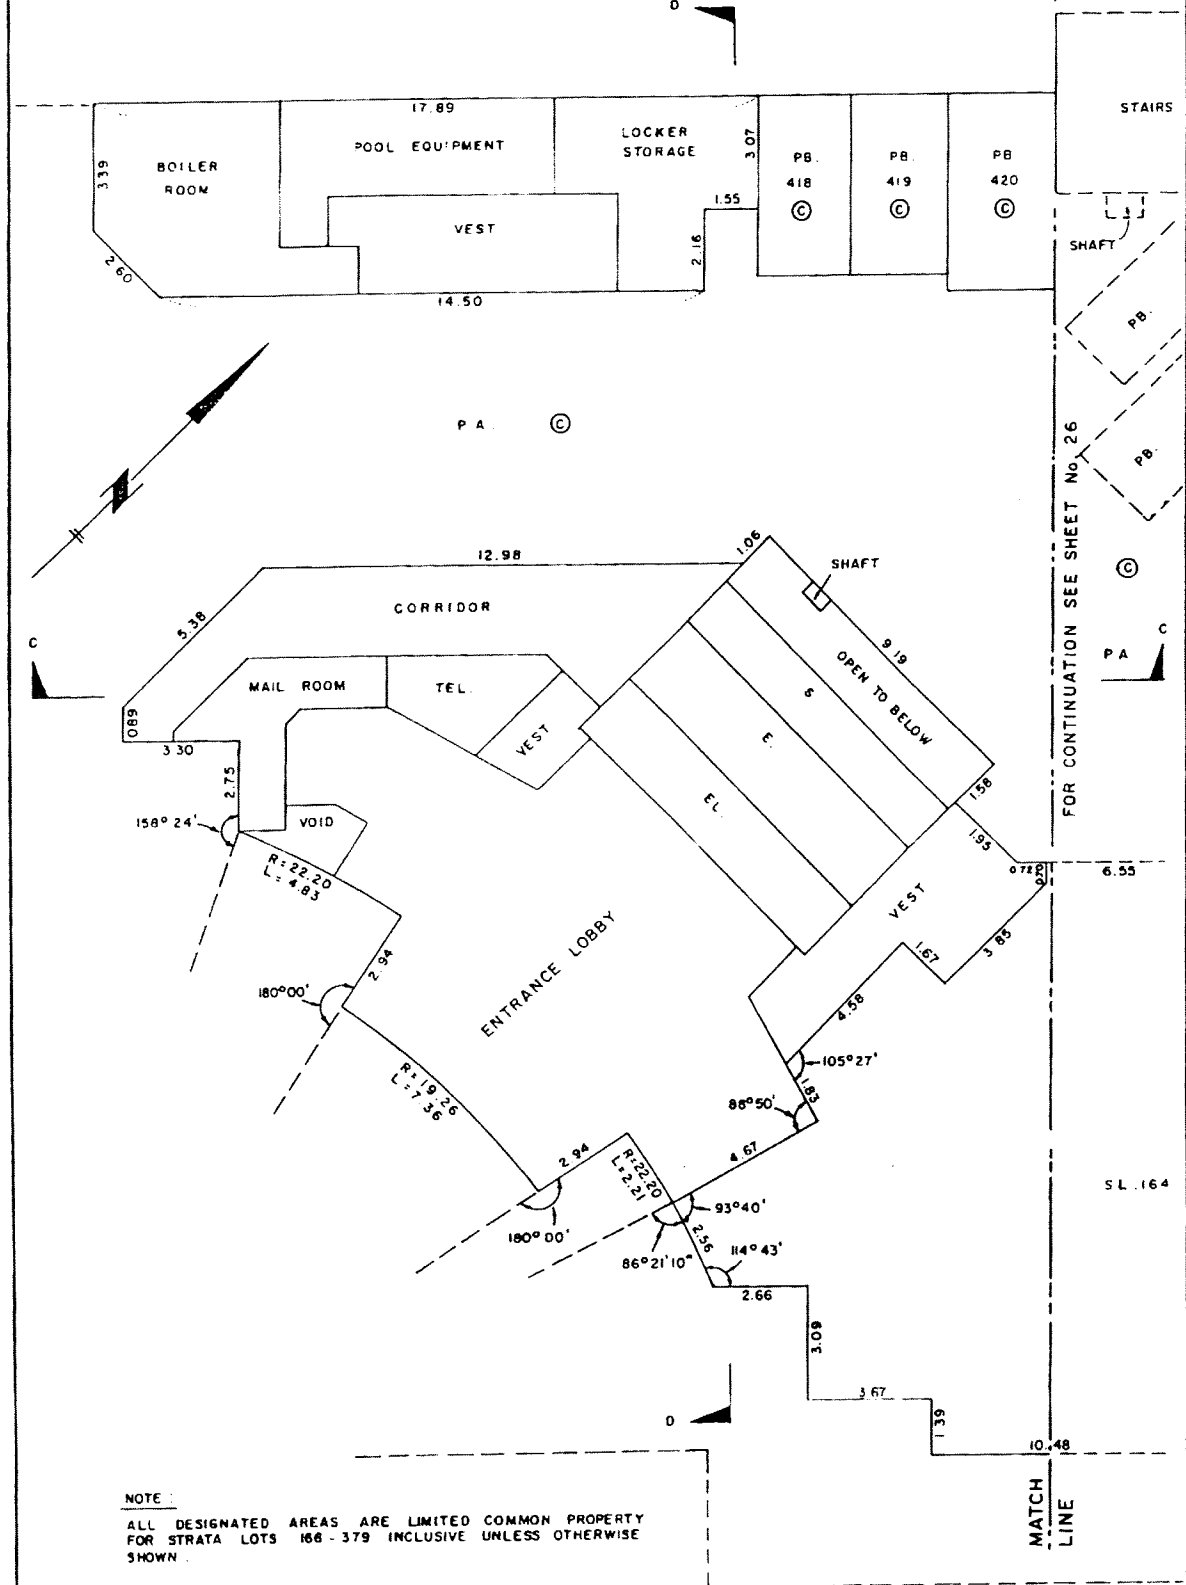 D
17.89
STAIRS
3.39
BOILER
ROOM
POOL EQUIPMENT
LOCKER
STORAGE
3.07
PB.
418
C
PB.
419
C
PB
420
C
1.55
VEST
2.16
SHAFT
2.60
14.50
PB.
P A.
C
PB.
FOR CONTINUATION SEE SHEET No. 26
1.06
12.98
SHAFT
C
CORRIDOR
5.38
9.19
C
C
P A
OPEN TO BELOW
S
MAIL ROOM
TEL.
0.89
3.30
VEST
E.
2.75
EL.
1.58
158° 24'
VOID
1.95
R=22.20
L=4.83
0.72
0.70
6.55
VEST
ENTRANCE LOBBY
2.94
1.67
3.85
180°00'
4.58
105°27'
R=19.26
L=7.36
1.83
88°50'
4.67
2.94
R=22.20
L=2.21
S L .164
93°40'
180°00'
2.56
86°21'10"
114°43'
2.66
3.09
3.67
D
1.39
10.48
MATCH
LINE
NOTE :
ALL DESIGNATED AREAS ARE LIMITED COMMON PROPERTY
FOR STRATA LOTS 166 - 379 INCLUSIVE UNLESS OTHERWISE
SHOWN .